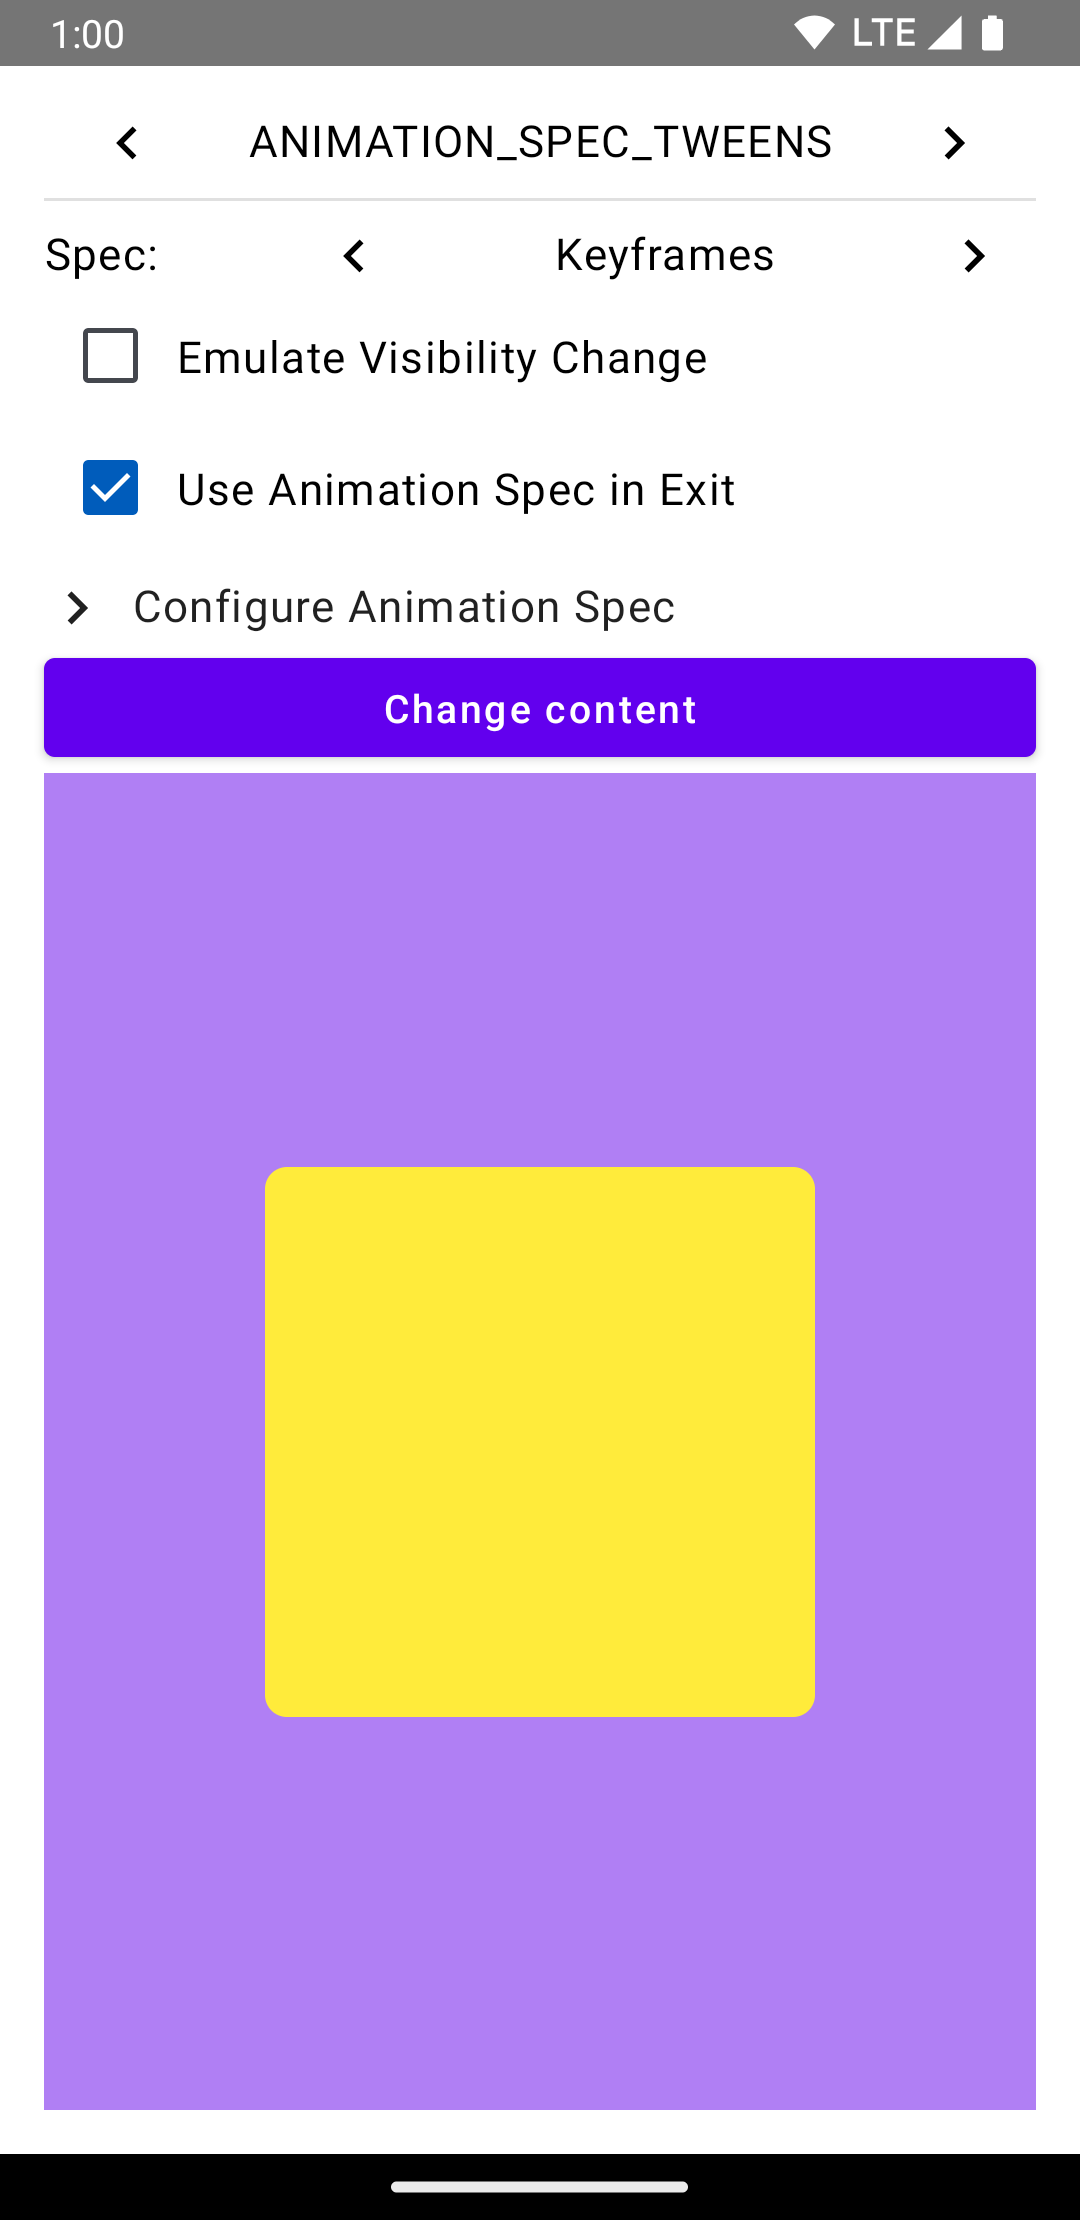 1:00 LTE
ANIMATION_SPEC_TWEENS
Spec: Keyframes
Emulate Visibility Change
Use Animation Spec in Exit
Configure Animation Spec
Change content